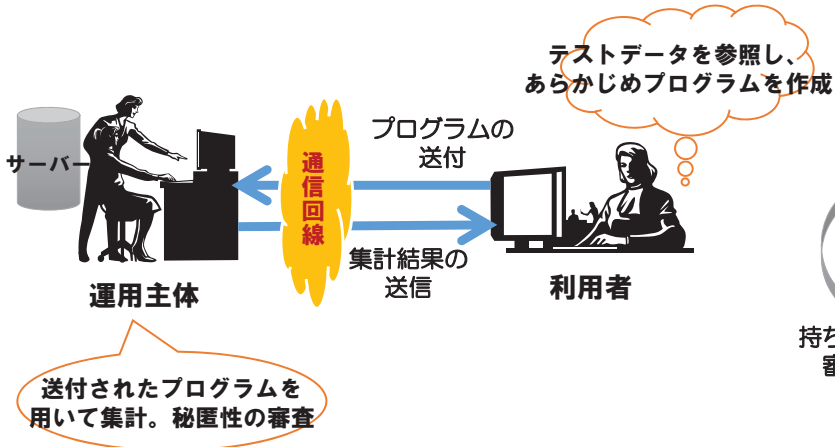 テストデータを参照し、
あらかじめプログラムを作成
サーバー
プログラムの
送付
通信回線
集計結果の
送信
運用主体
利用者
送付されたプログラムを
用いて集計。秘匿性の審査
持ち
審